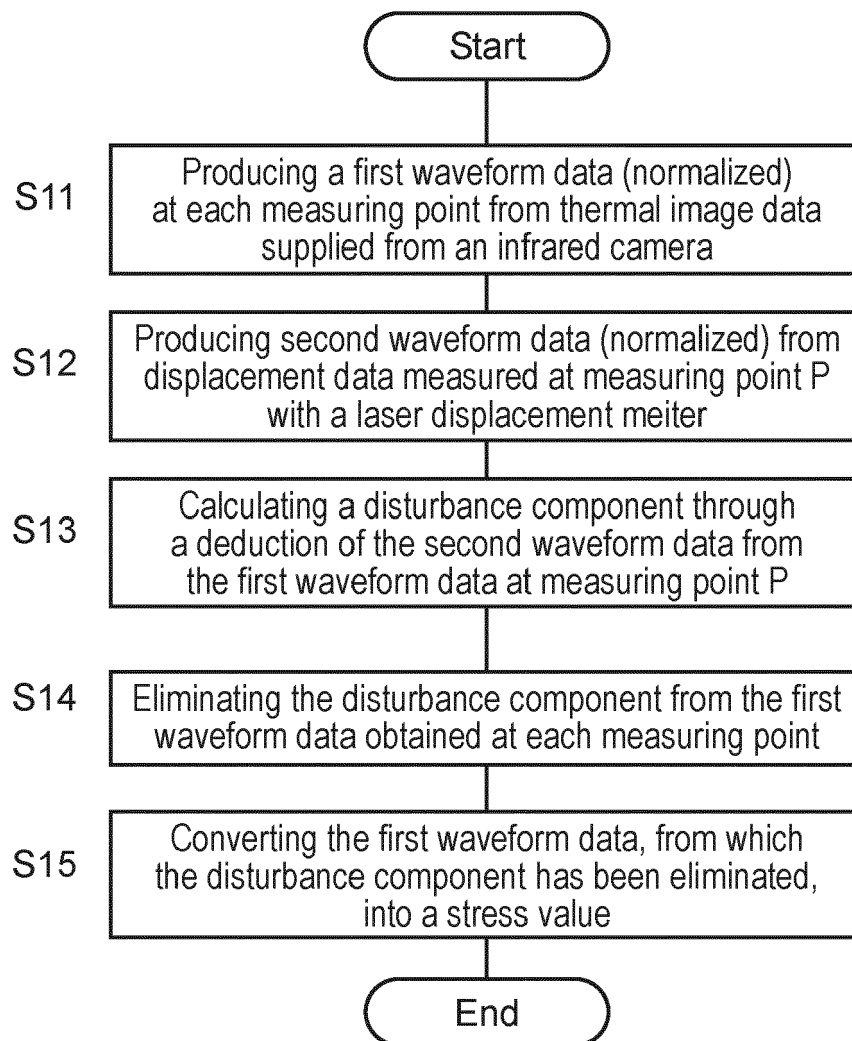 Start
S11
Producing a first waveform data (normalized)
at each measuring point from thermal image data
supplied from an infrared camera
S12
Producing second waveform data (normalized) from
displacement data measured at measuring point P
with a laser displacement meiter
S13
Calculating a disturbance component through
a deduction of the second waveform data from
the first waveform data at measuring point P
S14
Eliminating the disturbance component from the first
waveform data obtained at each measuring point
S15
Converting the first waveform data, from which
the disturbance component has been eliminated,
into a stress value
End